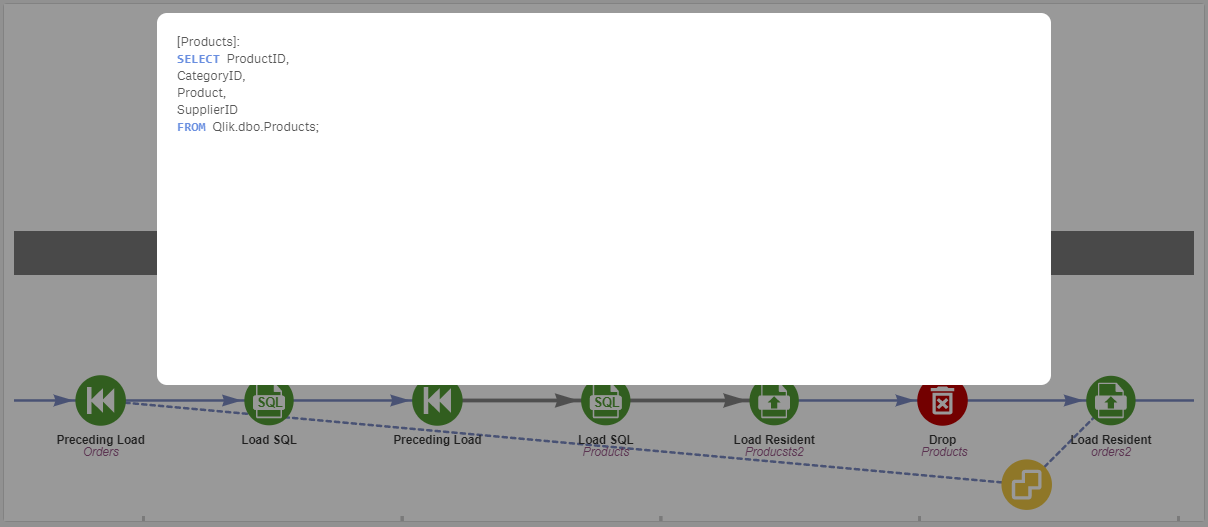 [Products]:
SELECT ProductID,
CategoryID,
Product,
SupplierID
FROM Qlik.dbo.Products;
SQL
SQL
Preceding Load
Orders
Load SQL
Preceding Load
Load SQL
Products
Load Resident
Producsts2
Drop
Products
Load Resident
orders2